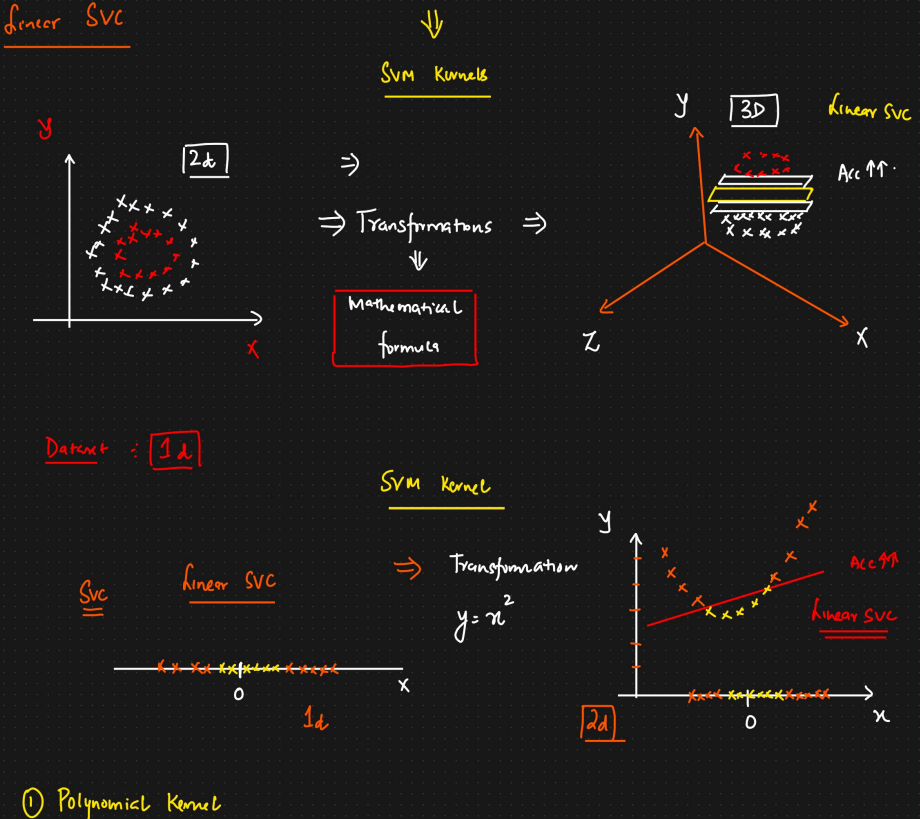 Linear SVC
SVM Kernels
y
2d
⇒
⇒ Transformations ⇒
Mathematical
formula
x
y
3D
Linear SVC
Acc ↑↑
Z
X
Dataset : 1d
SVM Kernel
SVC
Linear SVC
⇒ Transformation
y = x²
0
x
1d
y
Acc ↑↑
Linear SVC
2d
0
x
① Polynomial Kernel